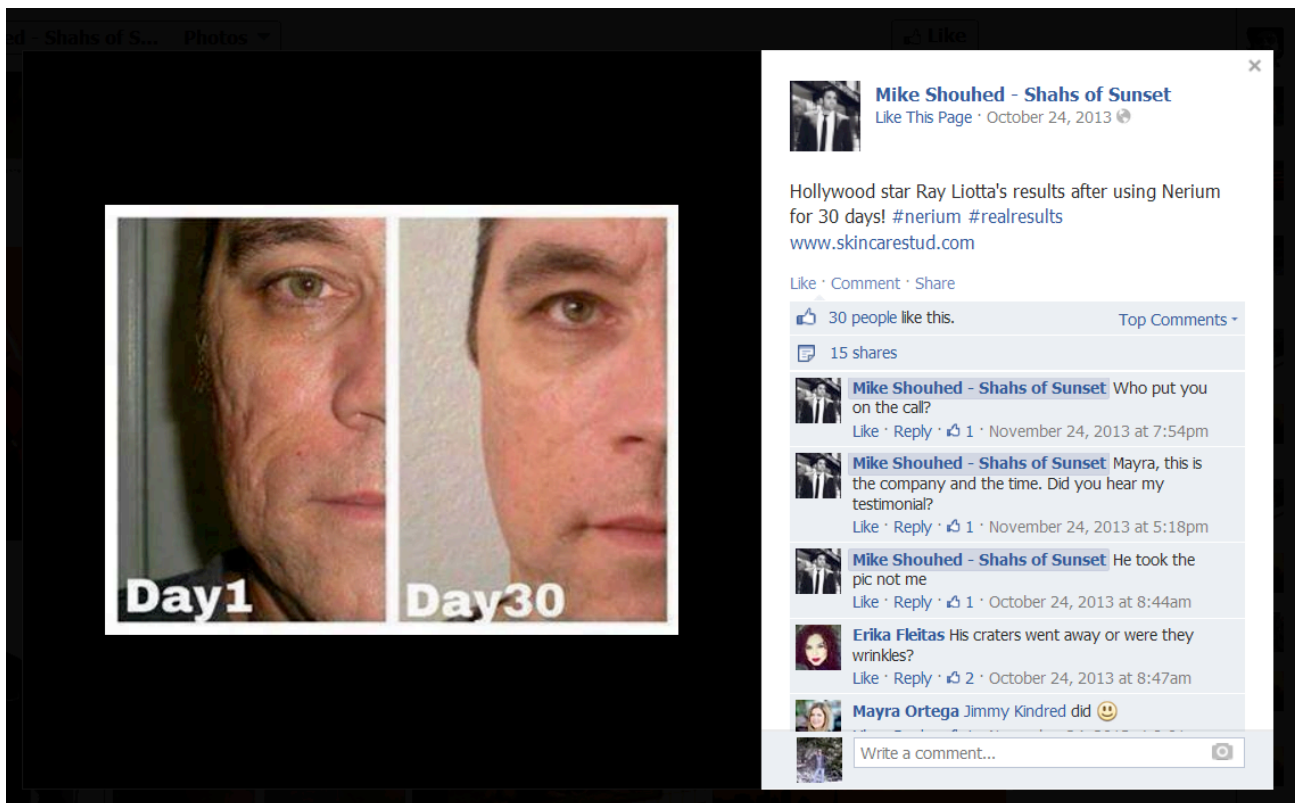 ed - Shahs of S... Photos
Like
Day1
Day30
Mike Shouhed - Shahs of Sunset
Like This Page · October 24, 2013
Hollywood star Ray Liotta's results after using Nerium
for 30 days! #nerium #realresults
www.skincarestud.com
Like · Comment · Share
30 people like this.
Top Comments
15 shares
Mike Shouhed - Shahs of Sunset Who put you
on the call?
Like · Reply · 1 · November 24, 2013 at 7:54pm
Mike Shouhed - Shahs of Sunset Mayra, this is
the company and the time. Did you hear my
testimonial?
Like · Reply · 1 · November 24, 2013 at 5:18pm
Mike Shouhed - Shahs of Sunset He took the
pic not me
Like · Reply · 1 · October 24, 2013 at 8:44am
Erika Fleitas His craters went away or were they
wrinkles?
Like · Reply · 2 · October 24, 2013 at 8:47am
Mayra Ortega Jimmy Kindred did
Write a comment...